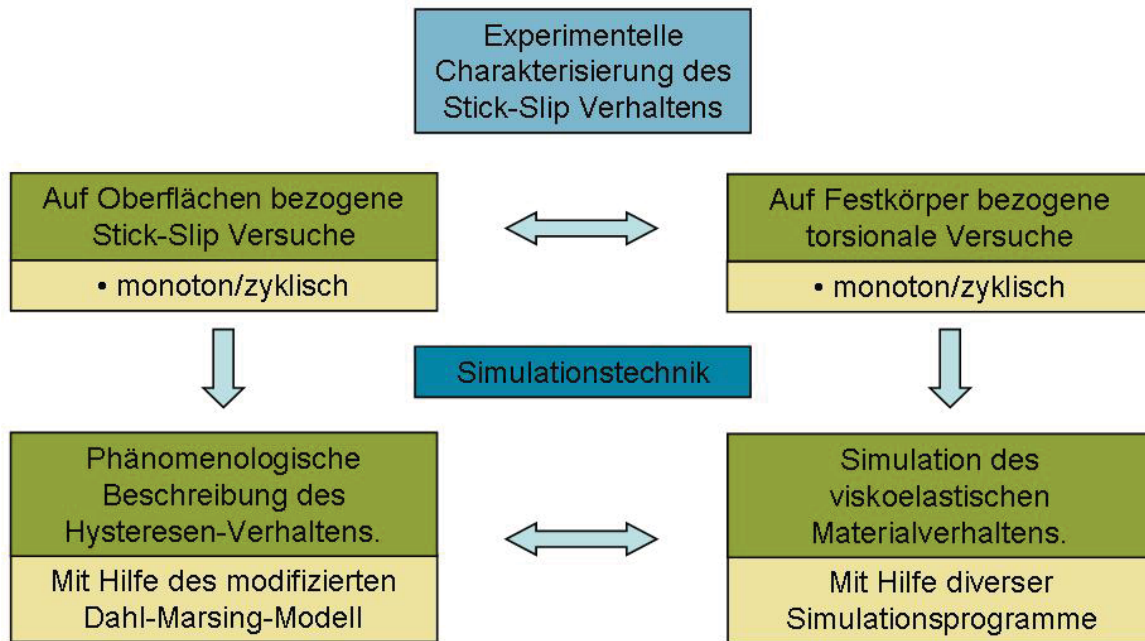 Experimentelle
Charakterisierung des
Stick-Slip Verhaltens
Auf Oberflächen bezogene
Stick-Slip Versuche
• monoton/zyklisch
Auf Festkörper bezogene
torsionale Versuche
• monoton/zyklisch
Simulationstechnik
Phänomenologische
Beschreibung des
Hysteresen-Verhaltens.
Mit Hilfe des modifizierten
Dahl-Marsing-Modell
Simulation des
viskoelastischen
Materialverhaltens.
Mit Hilfe diverser
Simulationsprogramme